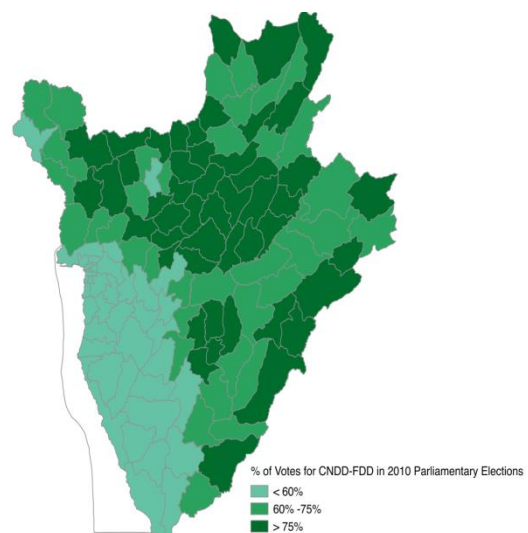 % of Votes for CNDD-FDD in 2010 Parliamentary Elections
< 60%
60% -75%
> 75%